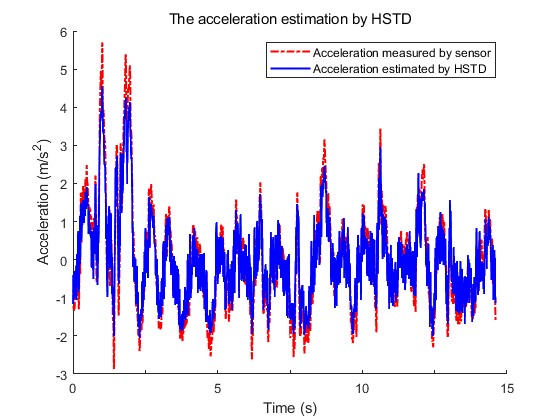 The acceleration estimation by HSTD
Acceleration measured by sensor
Acceleration estimated by HSTD
Acceleration (m/s²)
6
5
4
3
2
1
0
-1
-2
-3
0
5
10
15
Time (s)